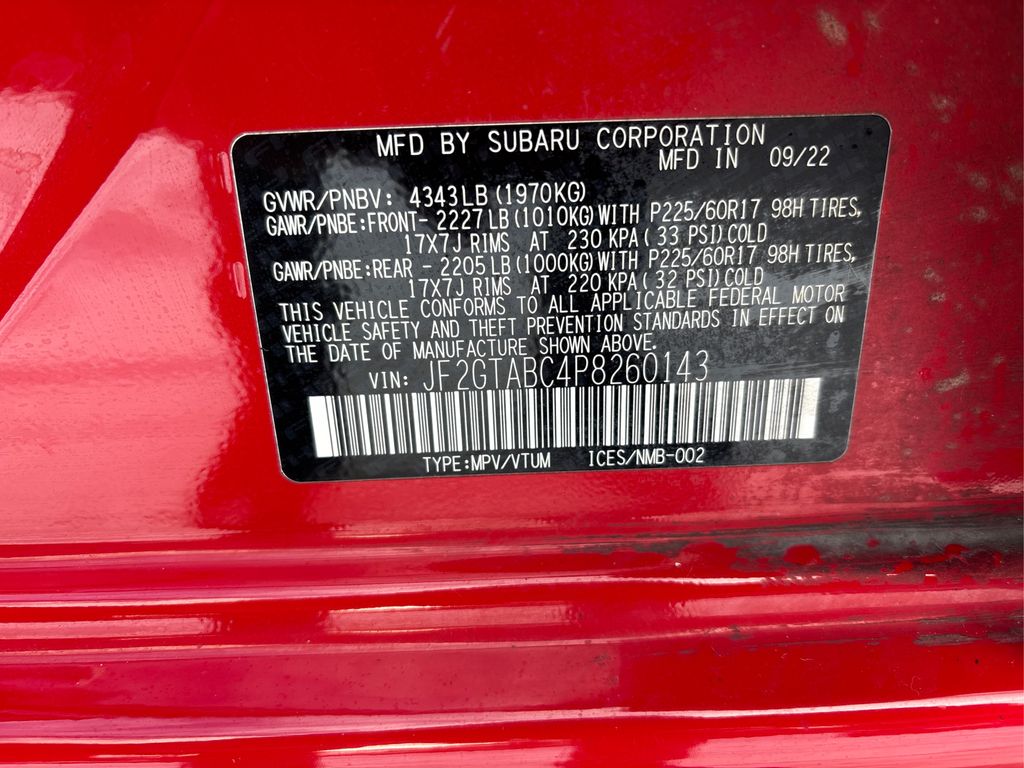 MFD BY SUBARU CORPORATION
MFD IN 09/22
GVWR/PNBV: 4343LB (1970KG)
GAWR/PNBE:FRONT- 2227LB (1010KG) WITH P225/60R17 98H TIRES,
17X7J RIMS AT 230 KPA( 33 PSI) COLD
GAWR/PNBE:REAR - 2205LB (1000KG) WITH P225/60R17 98H TIRES,
17X7J RIMS AT 220 KPA( 32 PSI) COLD
THIS VEHICLE CONFORMS TO ALL APPLICABLE FEDERAL MOTOR
VEHICLE SAFETY AND THEFT PREVENTION STANDARDS IN EFFECT ON
THE DATE OF MANUFACTURE SHOWN ABOVE.
VIN: JF2GTABC4P8260143
TYPE:MPV/VTUM ICES/NMB-002